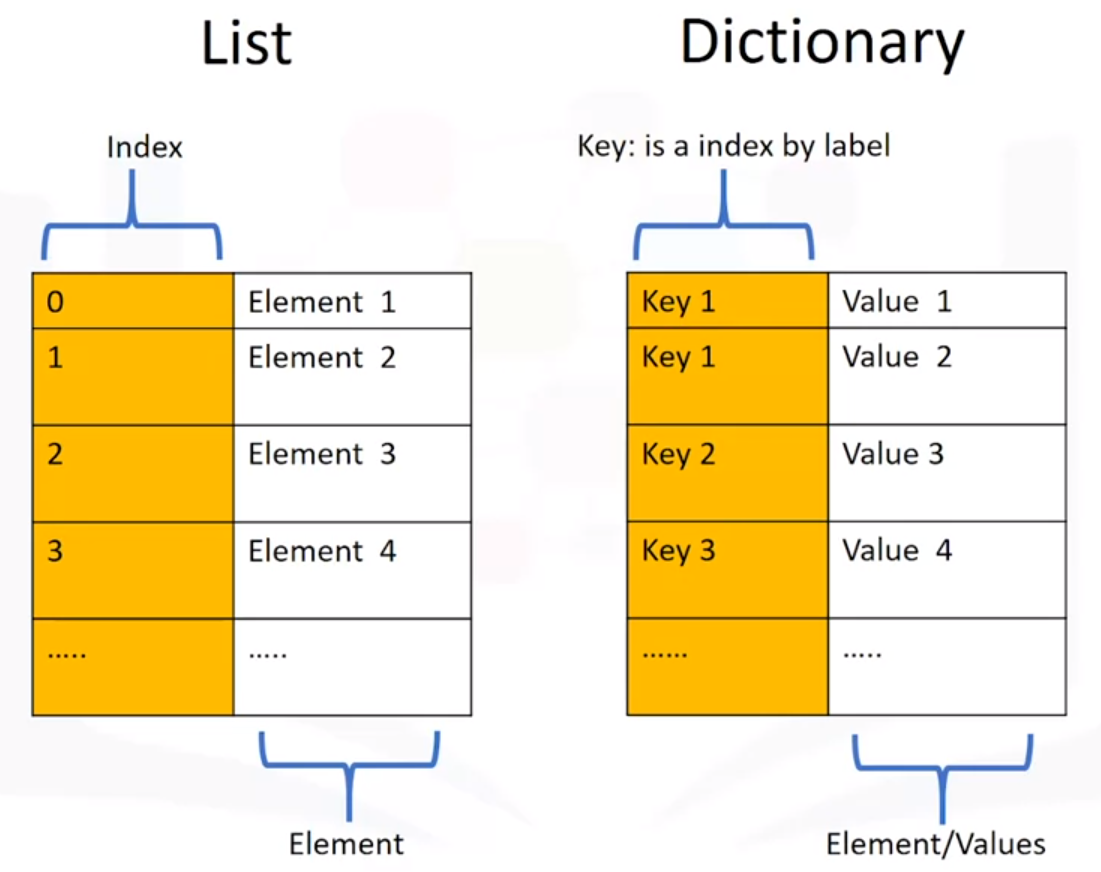 List
Dictionary
Index
Key: is a index by label
0 Element 1
1 Element 2
2 Element 3
3 Element 4
..... .....
Element
Key 1 Value 1
Key 1 Value 2
Key 2 Value 3
Key 3 Value 4
...... .....
Element/Values